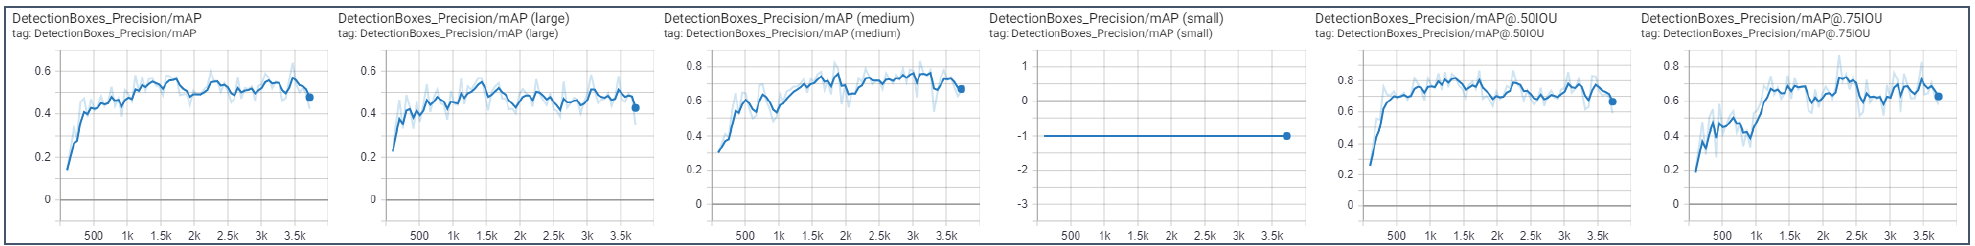 DetectionBoxes_Precision/mAP
tag: DetectionBoxes_Precision/mAP
0.6
0.4
0.2
0
500 1k 1.5k 2k 2.5k 3k 3.5k
DetectionBoxes_Precision/mAP (large)
tag: DetectionBoxes_Precision/mAP (large)
0.6
0.4
0.2
0
500 1k 1.5k 2k 2.5k 3k 3.5k
DetectionBoxes_Precision/mAP (medium)
tag: DetectionBoxes_Precision/mAP (medium)
0.8
0.6
0.4
0.2
0
500 1k 1.5k 2k 2.5k 3k 3.5k
DetectionBoxes_Precision/mAP (small)
tag: DetectionBoxes_Precision/mAP (small)
1
0
-1
-2
-3
500 1k 1.5k 2k 2.5k 3k 3.5k
DetectionBoxes_Precision/mAP@.50IOU
tag: DetectionBoxes_Precision/mAP@.50IOU
0.8
0.6
0.4
0.2
0
500 1k 1.5k 2k 2.5k 3k 3.5k
DetectionBoxes_Precision/mAP@.75IOU
tag: DetectionBoxes_Precision/mAP@.75IOU
0.8
0.6
0.4
0.2
0
500 1k 1.5k 2k 2.5k 3k 3.5k